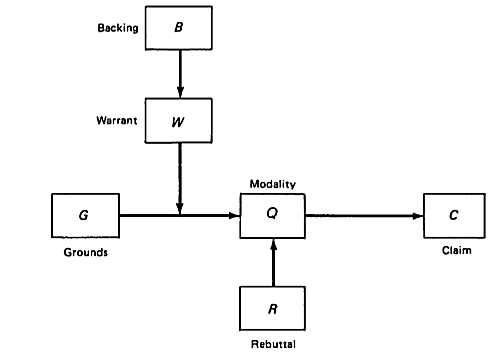 Backing B
Warrant W
Modality
G Q C
Grounds Claim
R
Rebuttal